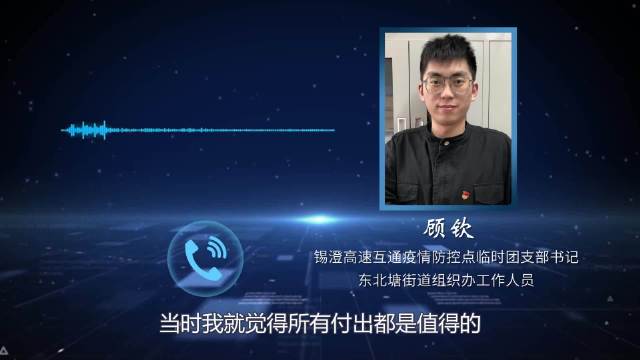 顾钦
锡澄高速互通疫情防控点临时团支部书记
东北塘街道组织办工作人员
当时我就觉得所有付出都是值得的